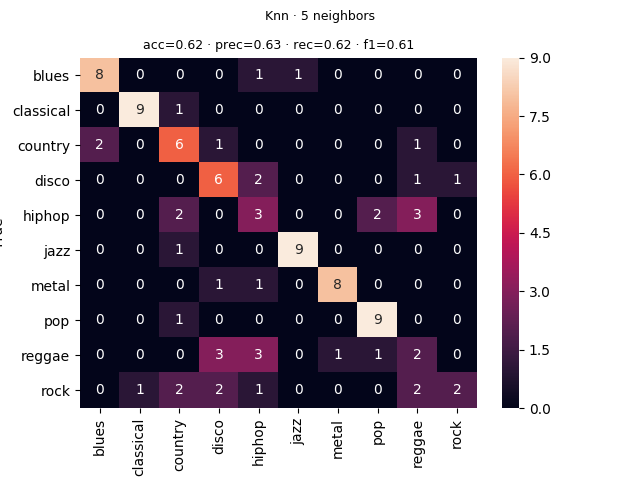 Knn · 5 neighbors
acc=0.62 · prec=0.63 · rec=0.62 · f1=0.61
blues 8 0 0 0 1 1 0 0 0 0
classical 0 9 1 0 0 0 0 0 0 0
country 2 0 6 1 0 0 0 0 1 0
disco 0 0 0 6 2 0 0 0 1 1
hiphop 0 0 2 0 3 0 0 2 3 0
jazz 0 0 1 0 0 9 0 0 0 0
metal 0 0 0 1 1 0 8 0 0 0
pop 0 0 1 0 0 0 0 9 0 0
reggae 0 0 0 3 3 0 1 1 2 0
rock 0 1 2 2 1 0 0 0 2 2
blues classical country disco hiphop jazz metal pop reggae rock
9.0
7.5
6.0
4.5
3.0
1.5
0.0